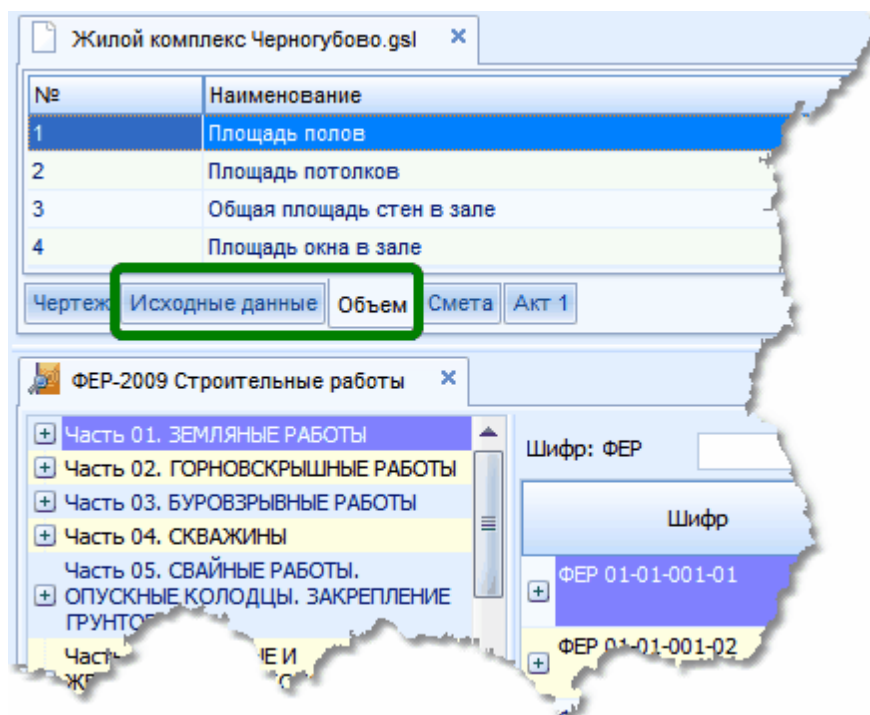 Жилой комплекс Черногубово.gsl
№ Наименование
1 Площадь полов
2 Площадь потолков
3 Общая площадь стен в зале
4 Площадь окна в зале
Чертеж Исходные данные Объем Смета Акт 1
ФЕР-2009 Строительные работы
Часть 01. ЗЕМЛЯНЫЕ РАБОТЫ
Часть 02. ГОРНОВСКРЫШНЫЕ РАБОТЫ
Часть 03. БУРОВЗРЫВНЫЕ РАБОТЫ
Часть 04. СКВАЖИНЫ
Часть 05. СВАЙНЫЕ РАБОТЫ.
ОПУСКНЫЕ КОЛОДЦЫ. ЗАКРЕПЛЕНИЕ
Шифр: ФЕР
Шифр
ФЕР 01-01-001-01
ФЕР 01-01-001-02